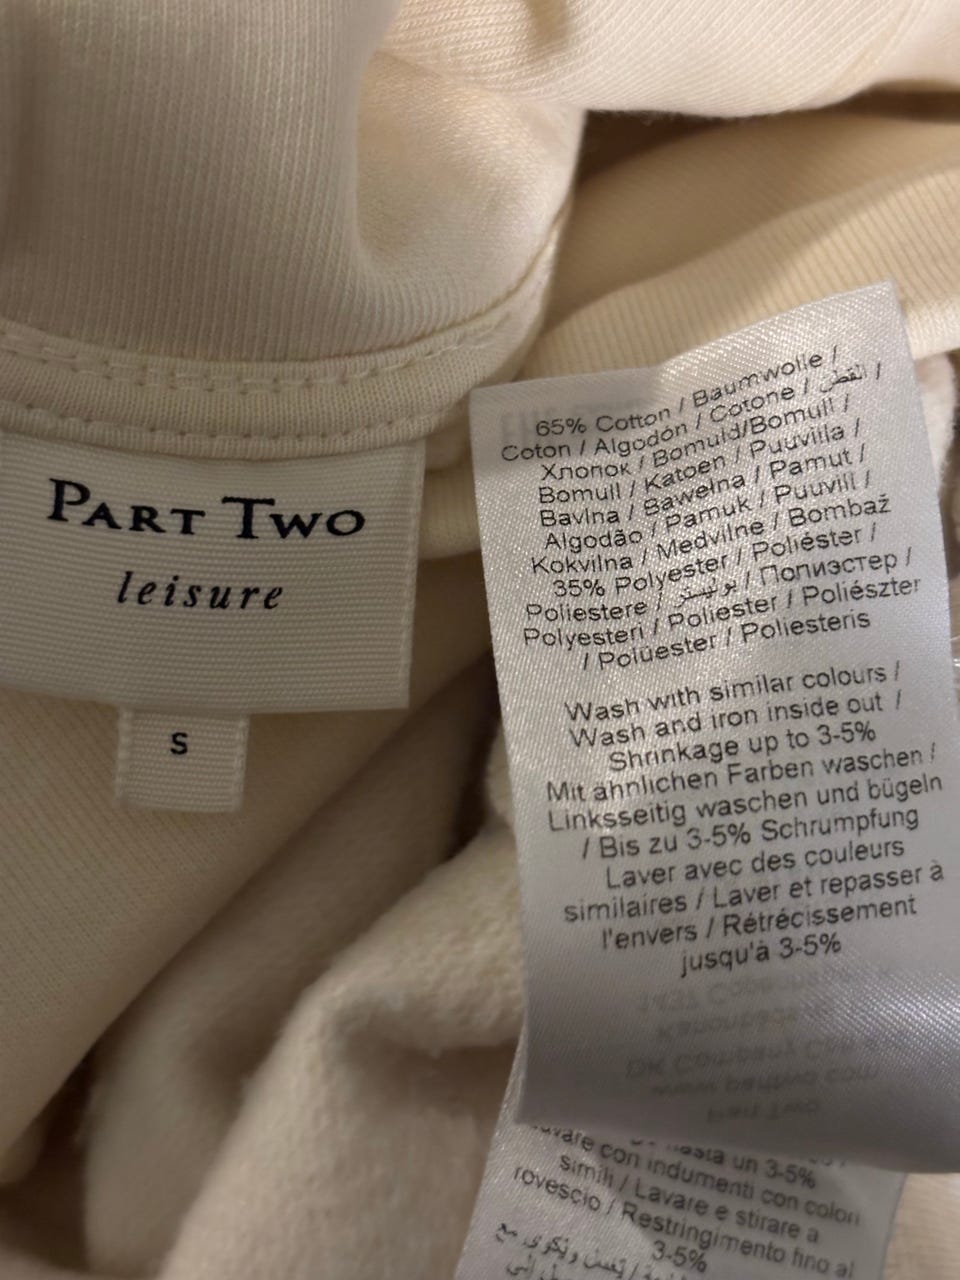 PART TWO
leisure
S
65% Cotton / Baumwolle /
Coton / Algodón / Cotone / القطن /
Хлопок / Bomuld/Bomull /
Bomull / Katoen / Puuvilla /
Bavlna / Bawełna / Pamut /
Algodão / Pamuk / Puuvill /
Kokvilna / Medvilne / Bombaž
35% Polyester / Poliéster /
Poliestere / بوليستر / Полиэстер /
Polyesteri / Poliester / Poliészter
/ Polüester / Poliesteris
Wash with similar colours /
Wash and iron inside out /
Shrinkage up to 3-5%
Mit ähnlichen Farben waschen /
Linksseitig waschen und bügeln
/ Bis zu 3-5% Schrumpfung
Laver avec des couleurs
similaires / Laver et repasser à
l'envers / Rétrécissement
jusqu'à 3-5%
un 3-5%
con indumenti con colori
simili / Lavare e stirare a
rovescio / Restringimento fino al
3-5%